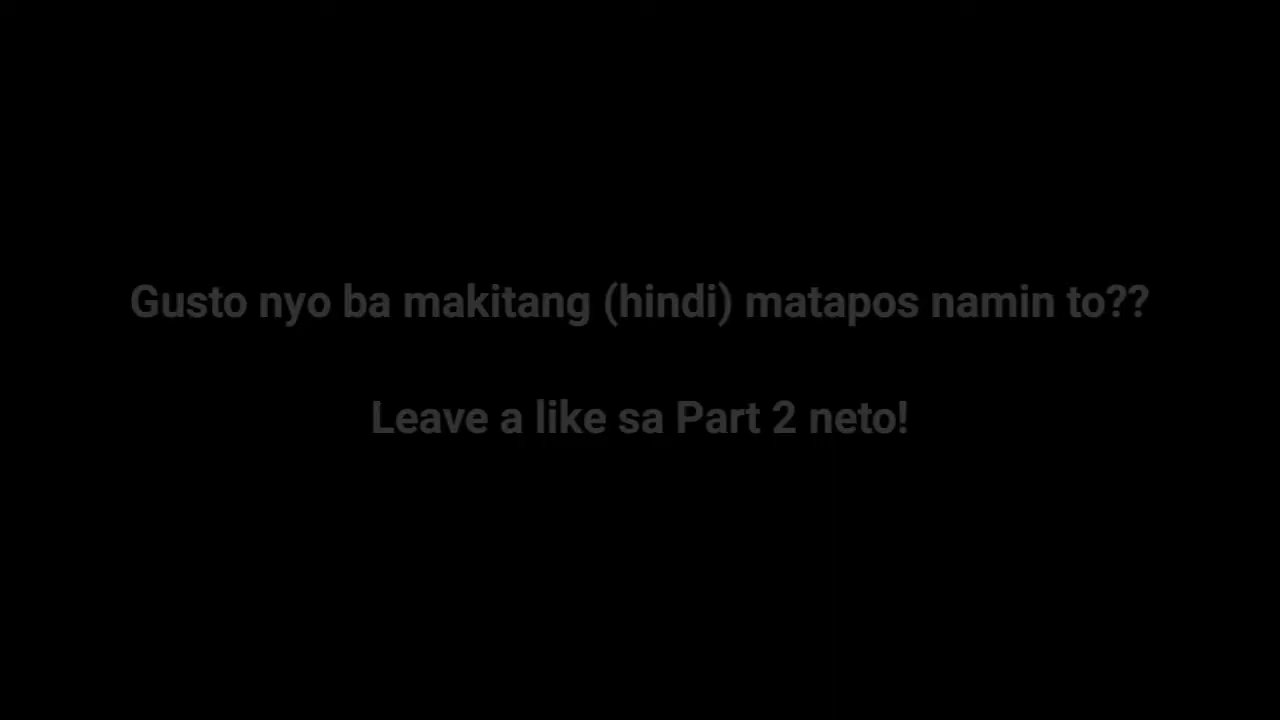 Gusto nyo ba makitang (hindi) matapos namin to??
Leave a like sa Part 2 neto!